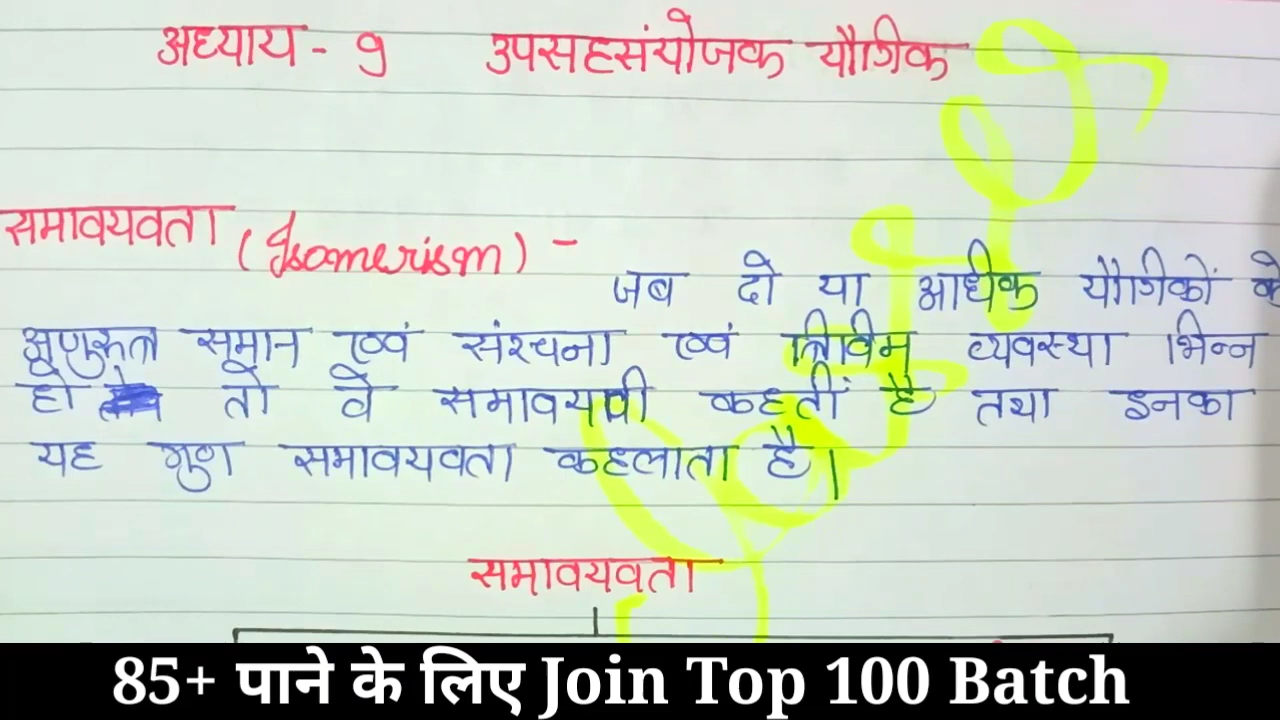 अध्याय - 9 उपसहसंयोजक यौगिक
समावयवता (Isomerism) -
जब दो या अधिक यौगिकों के
अणुसूत्र समान एवं संरचना एवं त्रिविम व्यवस्था भिन्न
हो तो वे समावयवी कहतीं है तथा इनका
यह गुण समावयवता कहलाता है।
समावयवता
85+ पाने के लिए Join Top 100 Batch